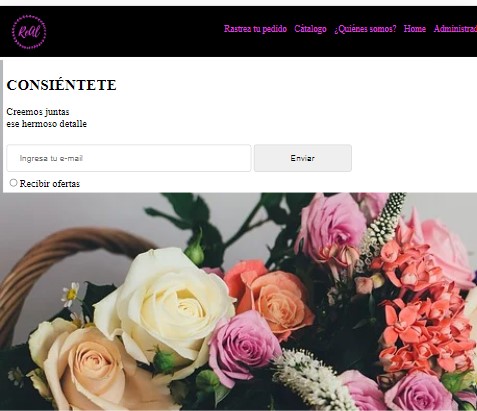 ReAl
Rastrea tu pedido Cátalogo ¿Quiénes somos? Home Administrad
CONSIÉNTETE
Creemos juntas
ese hermoso detalle
Ingresa tu e-mail Enviar
Recibir ofertas